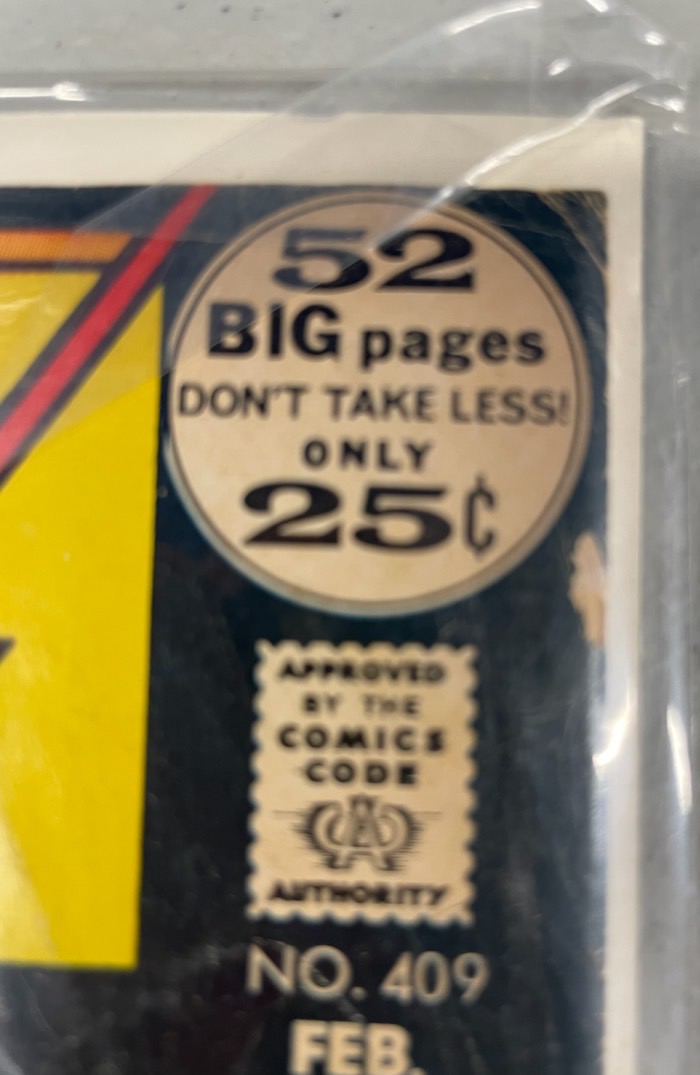 52
BIG pages
DON'T TAKE LESS!
ONLY
25¢
APPROVED
BY THE
COMICS
CODE
AUTHORITY
NO. 409
FEB.